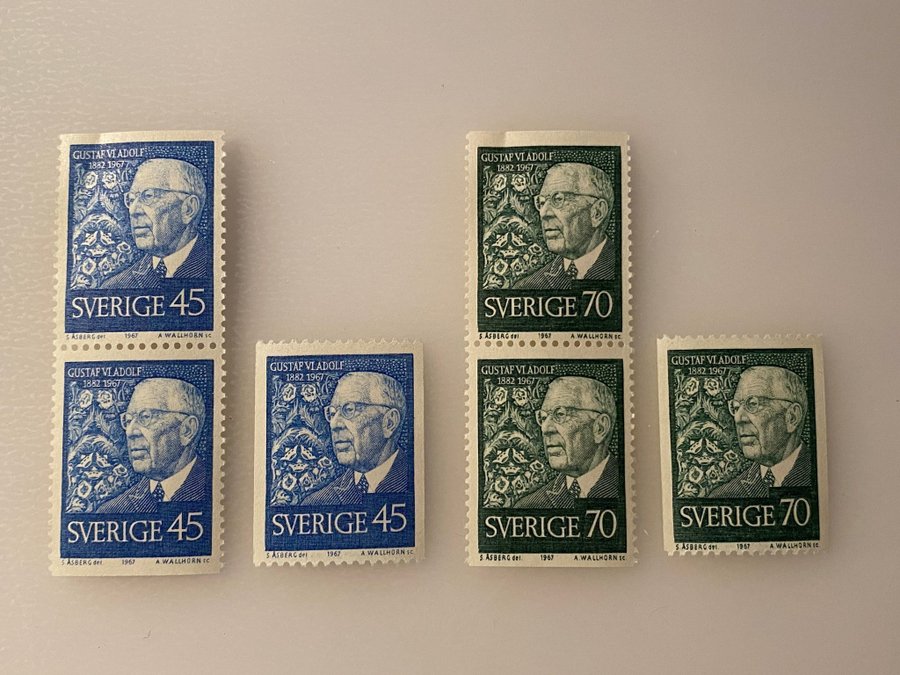 GUSTAF VI ADOLF
1882 1967
SVERIGE 45
S.ÅSBERG del. 1967 A.WALLHORN sc.
GUSTAF VI ADOLF
1882 1967
SVERIGE 45
S.ÅSBERG del. 1967 A.WALLHORN sc.
GUSTAF VI ADOLF
1882 1967
SVERIGE 45
S.ÅSBERG del. 1967 A.WALLHORN sc.
GUSTAF VI ADOLF
1882 1967
SVERIGE 70
S.ÅSBERG del. 1967 A.WALLHORN sc.
GUSTAF VI ADOLF
1882 1967
SVERIGE 70
S.ÅSBERG del. 1967 A.WALLHORN sc.
GUSTAF VI ADOLF
1882 1967
SVERIGE 70
S.ÅSBERG del. 1967 A.WALLHORN sc.